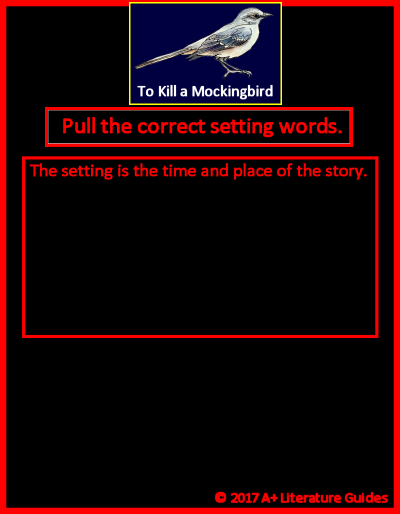 To Kill a Mockingbird
Pull the correct setting words.
The setting is the time and place of the story.
© 2017 A+ Literature Guides